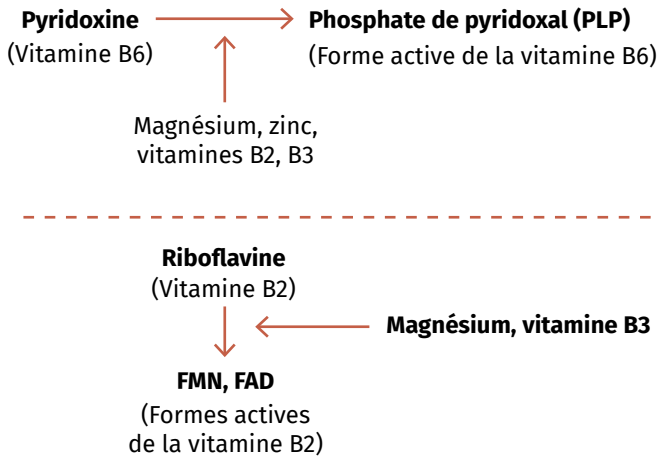 Pyridoxine
(Vitamine B6)
Phosphate de pyridoxal (PLP)
(Forme active de la vitamine B6)
Magnésium, zinc,
vitamines B2, B3
Riboflavine
(Vitamine B2)
Magnésium, vitamine B3
FMN, FAD
(Formes actives
de la vitamine B2)